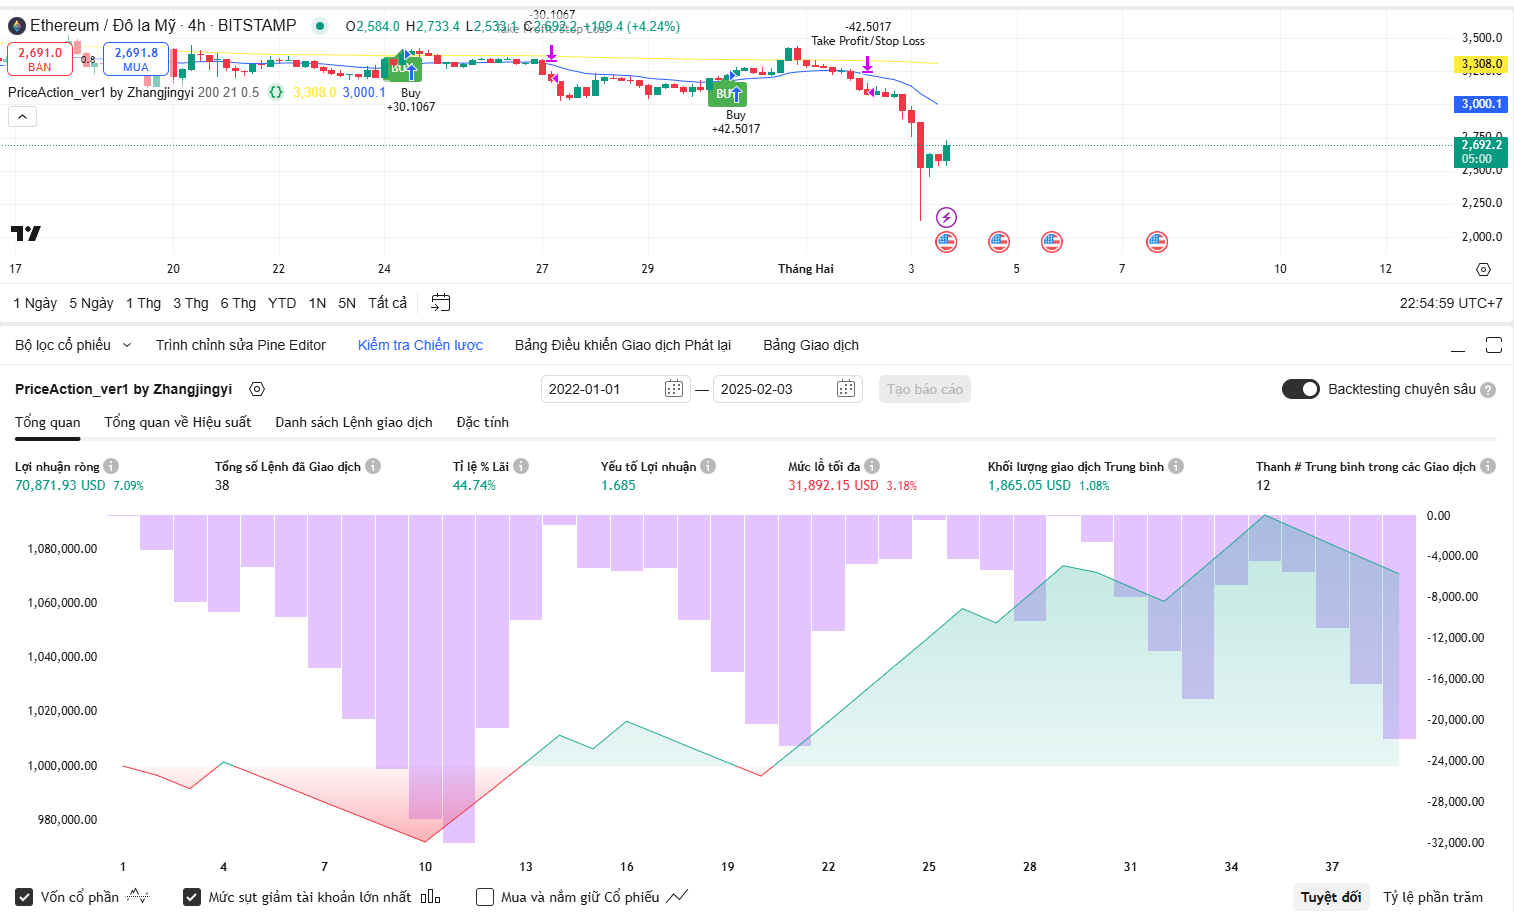 Ethereum / Đô la Mỹ · 4h · BITSTAMP
O2,584.0 H2,733.4 L2,533.1 C2,692.2 +109.4 (+4.24%)
-30.1067
Take Profit/Stop Loss
-42.5017
Take Profit/Stop Loss
2,691.0
BÁN
0.8
2,691.8
MUA
PriceAction_ver1 by Zhangjingyi 200 21 0.5 3,308.0 3,000.1
BUY
Buy
+30.1067
BUY
Buy
+42.5017
3,500.0
3,308.0
3,000.1
2,692.2
05:00
2,500.0
2,250.0
2,000.0
17 20 22 24 27 29 Tháng Hai 3 5 7 10 12
1 Ngày 5 Ngày 1 Thg 3 Thg 6 Thg YTD 1N 5N Tất cả
22:54:59 UTC+7
Bộ lọc cổ phiếu Trình chỉnh sửa Pine Editor Kiểm tra Chiến lược Bảng Điều khiển Giao dịch Phát lại Bảng Giao dịch
PriceAction_ver1 by Zhangjingyi
2022-01-01 — 2025-02-03 Tạo báo cáo
Backtesting chuyên sâu
Tổng quan Tổng quan về Hiệu suất Danh sách Lệnh giao dịch Đặc tính
Lợi nhuận ròng
70,871.93 USD 7.09%
Tổng số Lệnh đã Giao dịch
38
Tỉ lệ % Lãi
44.74%
Yếu tố Lợi nhuận
1.685
Mức lỗ tối đa
31,892.15 USD 3.18%
Khối lượng giao dịch Trung bình
1,865.05 USD 1.08%
Thanh # Trung bình trong các Giao dịch
12
1,080,000.00
1,060,000.00
1,040,000.00
1,020,000.00
1,000,000.00
980,000.00
0.00
-4,000.00
-8,000.00
-12,000.00
-16,000.00
-20,000.00
-24,000.00
-28,000.00
-32,000.00
1 4 7 10 13 16 19 22 25 28 31 34 37
Vốn cổ phần Mức sụt giảm tài khoản lớn nhất Mua và nắm giữ Cổ phiếu
Tuyệt đối Tỷ lệ phần trăm